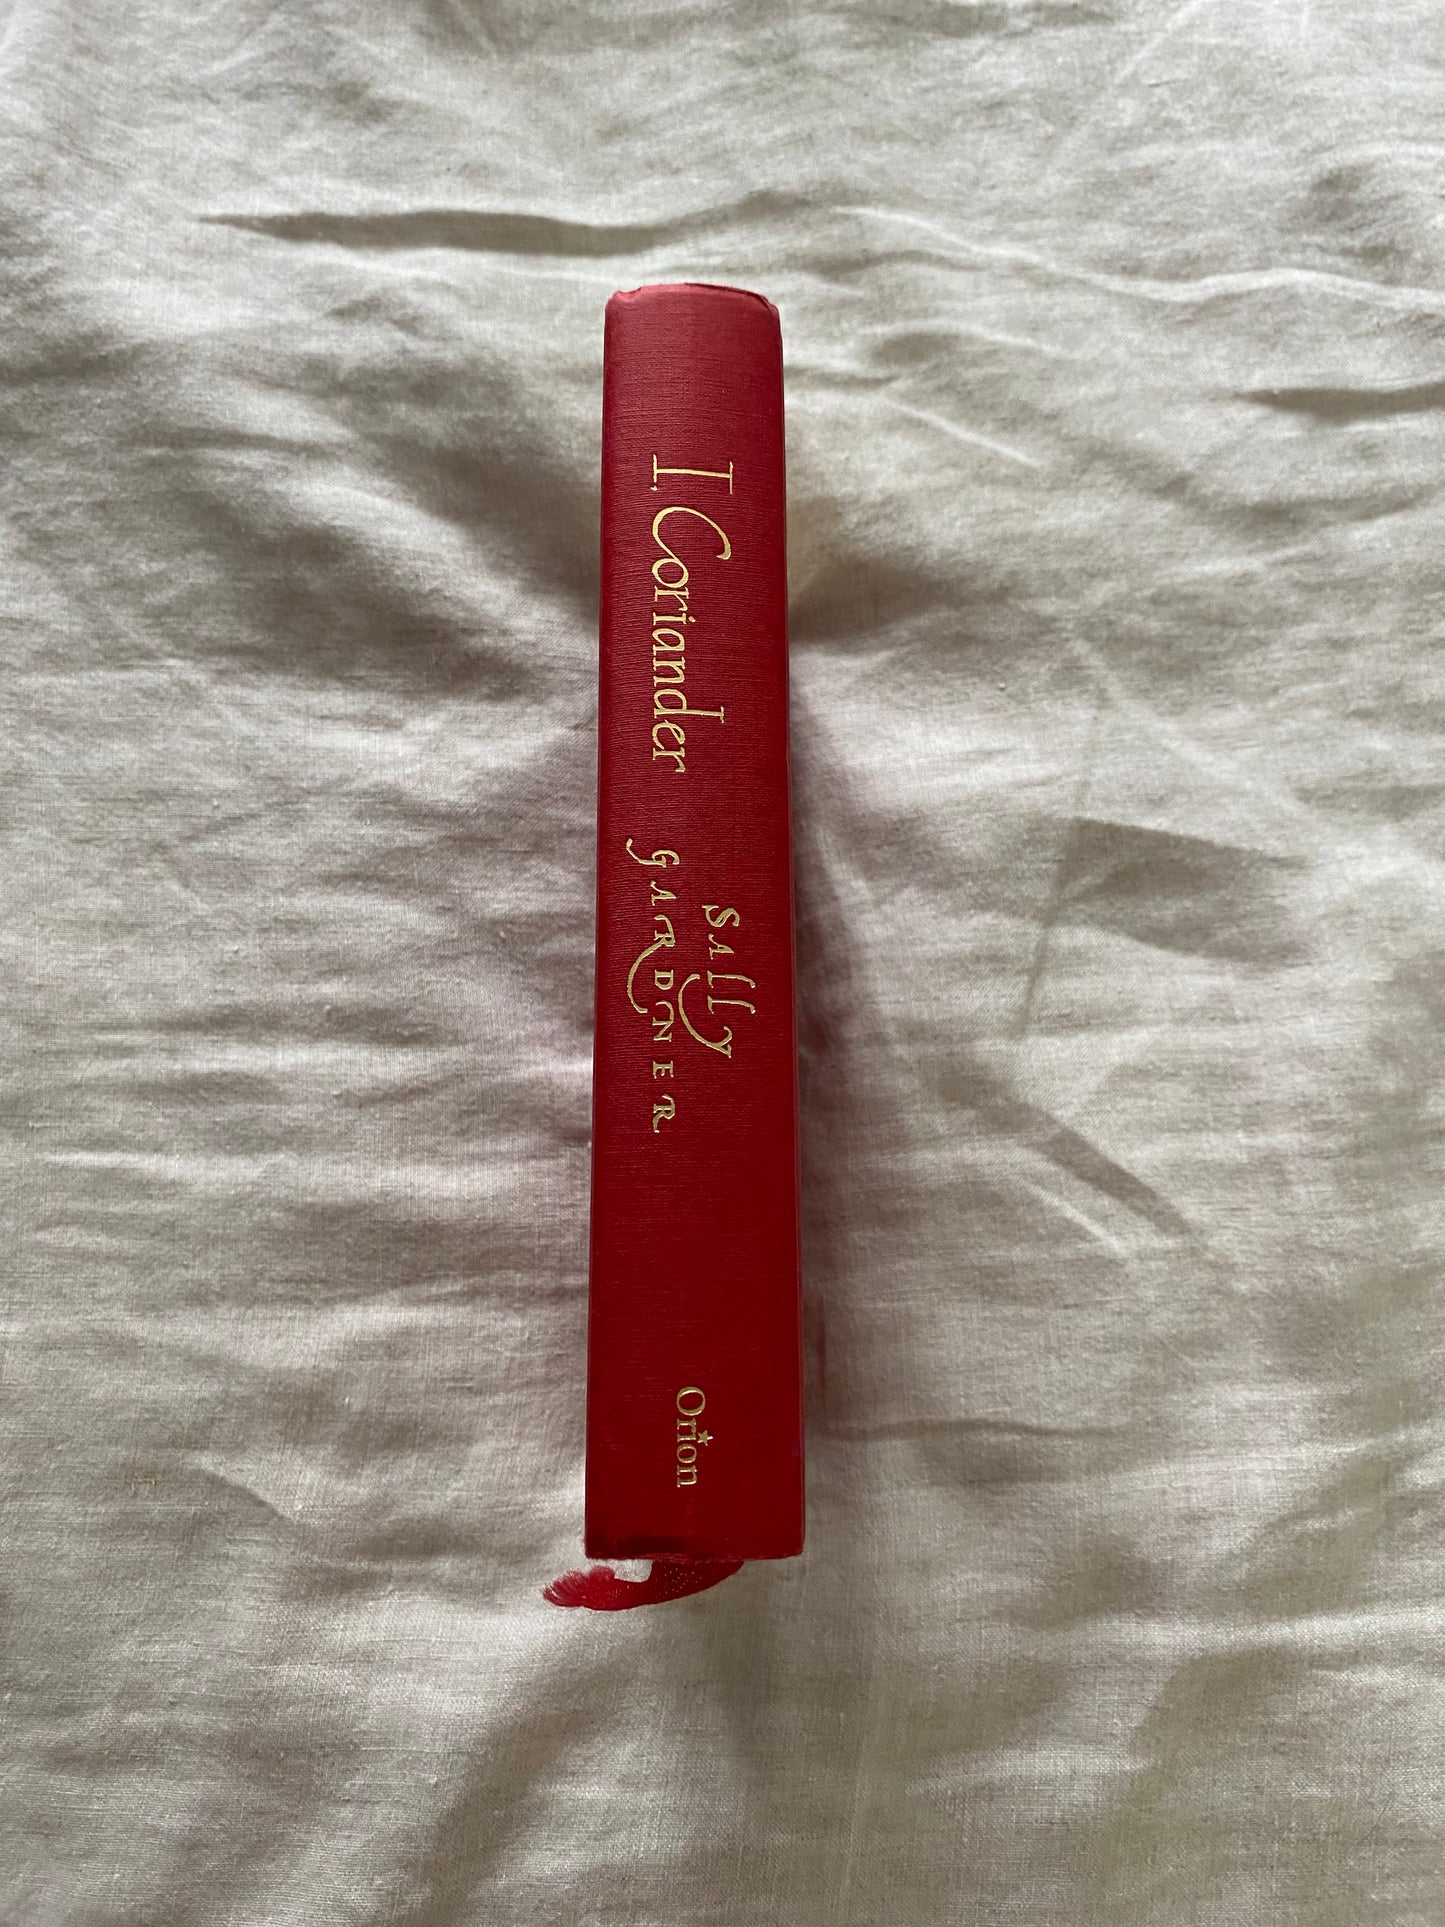 I, Coriander
Sally
Gardner
Orion